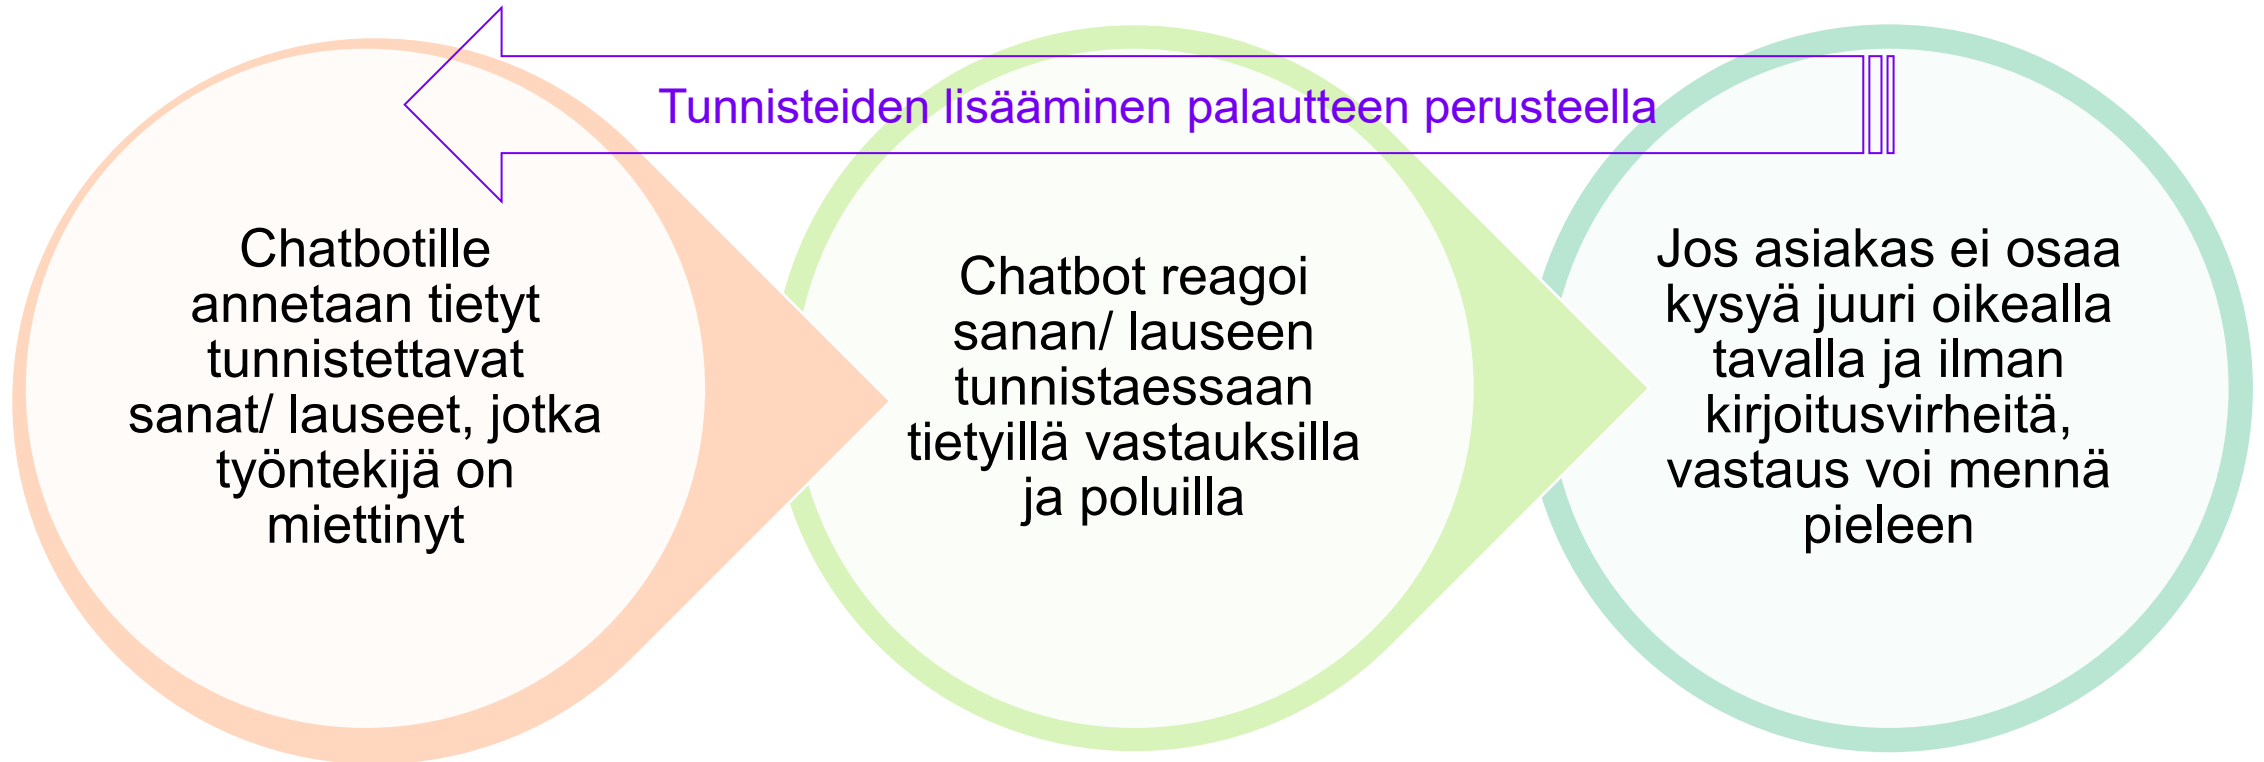 Tunnisteiden lisääminen palautteen perusteella
Chatbotille
annetaan tietyt
tunnistettavat
sanat/ lauseet, jotka
työntekijä on
miettinyt
Chatbot reagoi
sanan/ lauseen
tunnistaessaan
tietyillä vastauksilla
ja poluilla
Jos asiakas ei osaa
kysyä juuri oikealla
tavalla ja ilman
kirjoitusvirheitä,
vastaus voi mennä
pieleen